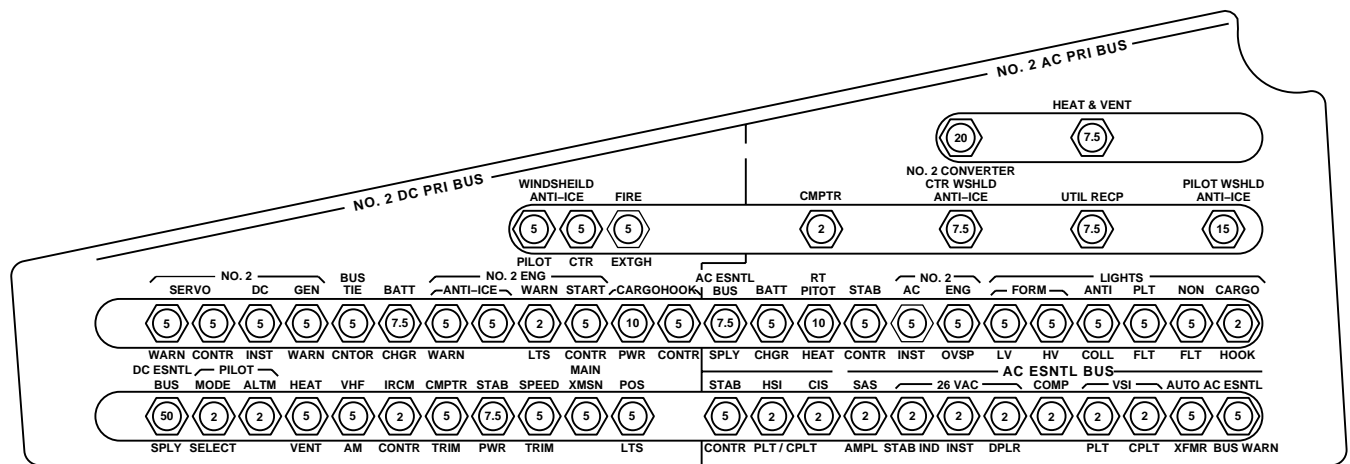 NO. 2 AC PRI BUS
NO. 2 DC PRI BUS
HEAT & VENT
20 7.5
NO. 2 CONVERTER
WINDSHEILD CTR WSHLD PILOT WSHLD
ANTI–ICE FIRE CMPTR ANTI–ICE UTIL RECP ANTI–ICE
5 5 5 2 7.5 7.5 15
PILOT CTR EXTGH
NO. 2 BUS NO. 2 ENG AC ESNTL RT NO. 2 LIGHTS
SERVO DC GEN TIE BATT ANTI–ICE WARN START CARGO HOOK BUS BATT PITOT STAB AC ENG FORM ANTI PLT NON CARGO
5 5 5 5 5 7.5 5 5 2 5 10 5 7.5 5 10 5 5 5 5 5 5 5 5 2
WARN CONTR INST WARN CNTOR CHGR WARN LTS CONTR PWR CONTR SPLY CHGR HEAT CONTR INST OVSP LV HV COLL FLT FLT HOOK
DC ESNTL PILOT MAIN AC ESNTL BUS
BUS MODE ALTM HEAT VHF IRCM CMPTR STAB SPEED XMSN POS STAB HSI CIS SAS 26 VAC COMP VSI AUTO AC ESNTL
50 2 2 5 5 2 5 7.5 5 5 5 5 2 2 2 2 2 2 2 2 2 5 5
SPLY SELECT VENT AM CONTR TRIM PWR TRIM LTS CONTR PLT / CPLT AMPL STAB IND INST DPLR PLT CPLT XFMR BUS WARN